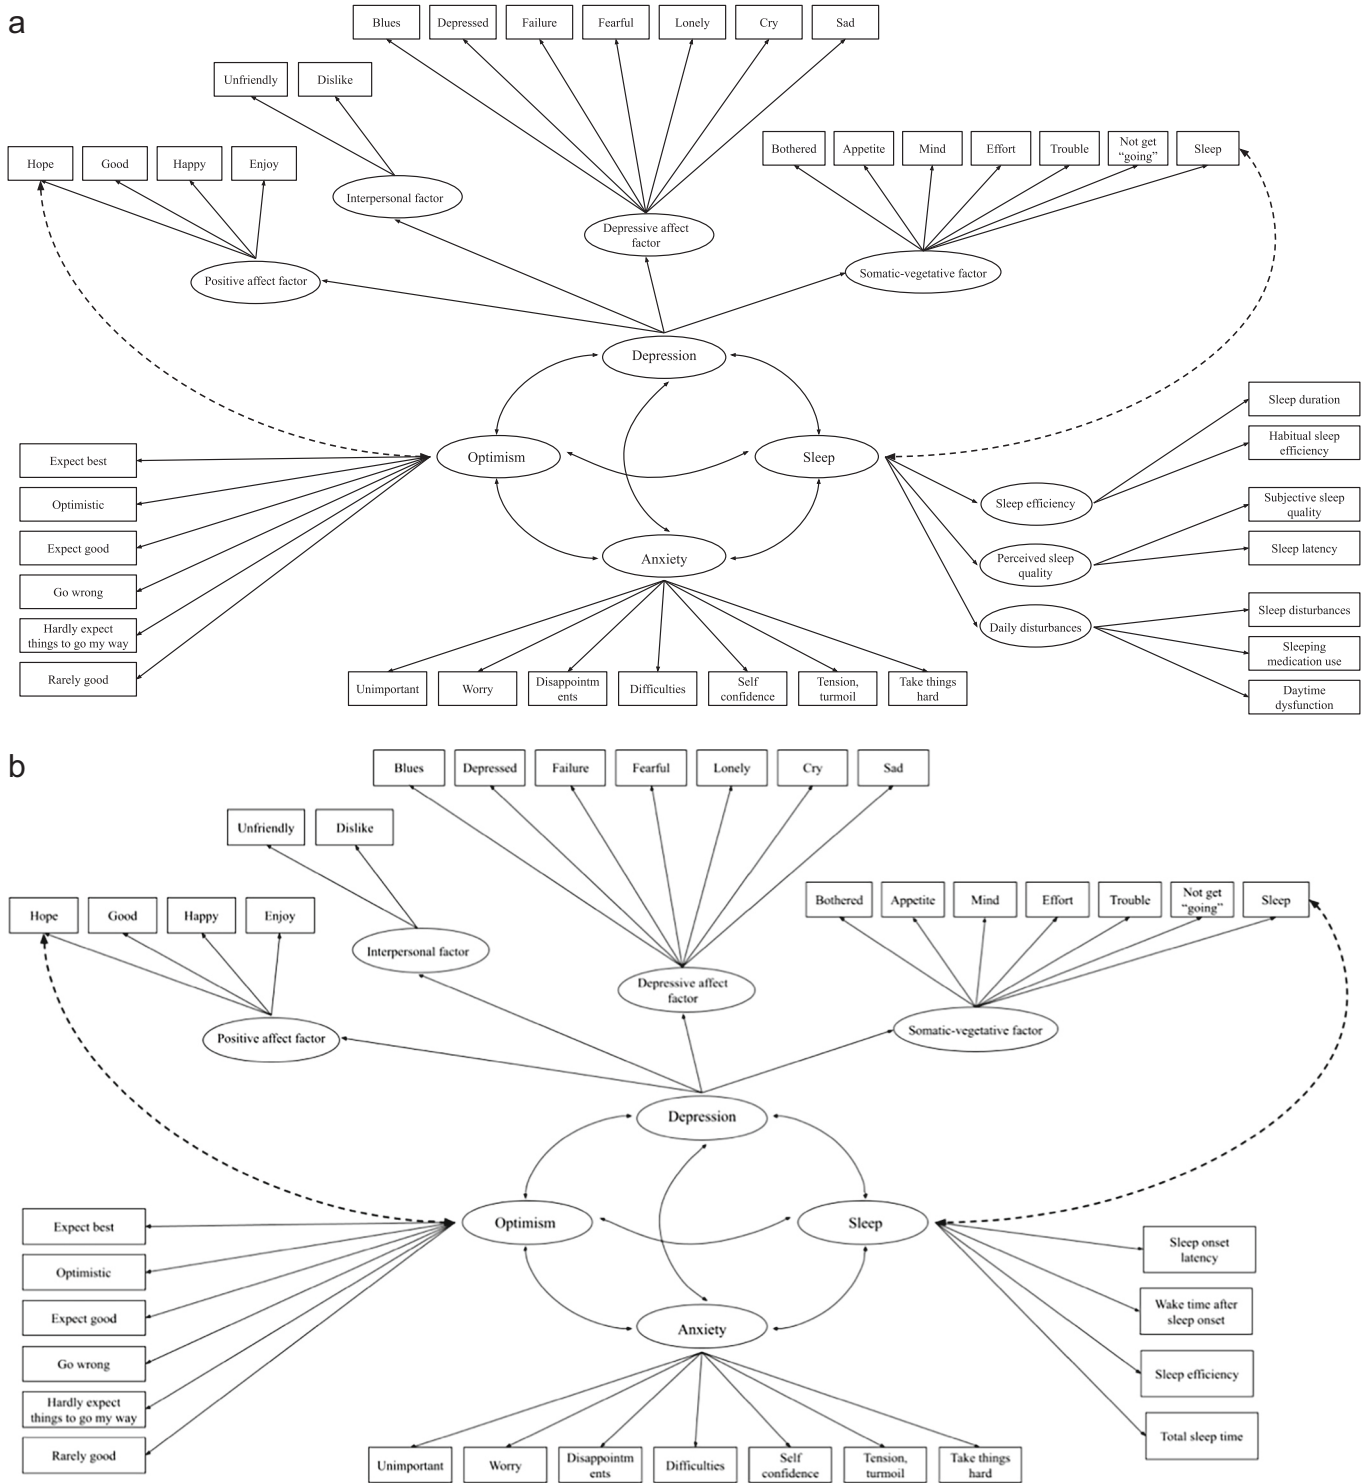 a
Blues
Depressed
Failure
Fearful
Lonely
Cry
Sad
Unfriendly
Dislike
Hope
Good
Happy
Enjoy
Bothered
Appetite
Mind
Effort
Trouble
Not get
“going”
Sleep
Interpersonal factor
Depressive affect
factor
Positive affect factor
Somatic-vegetative factor
Depression
Optimism
Sleep
Anxiety
Expect best
Optimistic
Expect good
Go wrong
Hardly expect
things to go my way
Rarely good
Sleep efficiency
Perceived sleep
quality
Daily disturbances
Sleep duration
Habitual sleep
efficiency
Subjective sleep
quality
Sleep latency
Sleep disturbances
Sleeping
medication use
Daytime
dysfunction
Unimportant
Worry
Disappointm
ents
Difficulties
Self
confidence
Tension,
turmoil
Take things
hard
b
Blues
Depressed
Failure
Fearful
Lonely
Cry
Sad
Unfriendly
Dislike
Hope
Good
Happy
Enjoy
Bothered
Appetite
Mind
Effort
Trouble
Not get
“going”
Sleep
Interpersonal factor
Depressive affect
factor
Positive affect factor
Somatic-vegetative factor
Depression
Optimism
Sleep
Anxiety
Expect best
Optimistic
Expect good
Go wrong
Hardly expect
things to go my way
Rarely good
Sleep onset
latency
Wake time after
sleep onset
Sleep efficiency
Total sleep time
Unimportant
Worry
Disappointm
ents
Difficulties
Self
confidence
Tension,
turmoil
Take things
hard